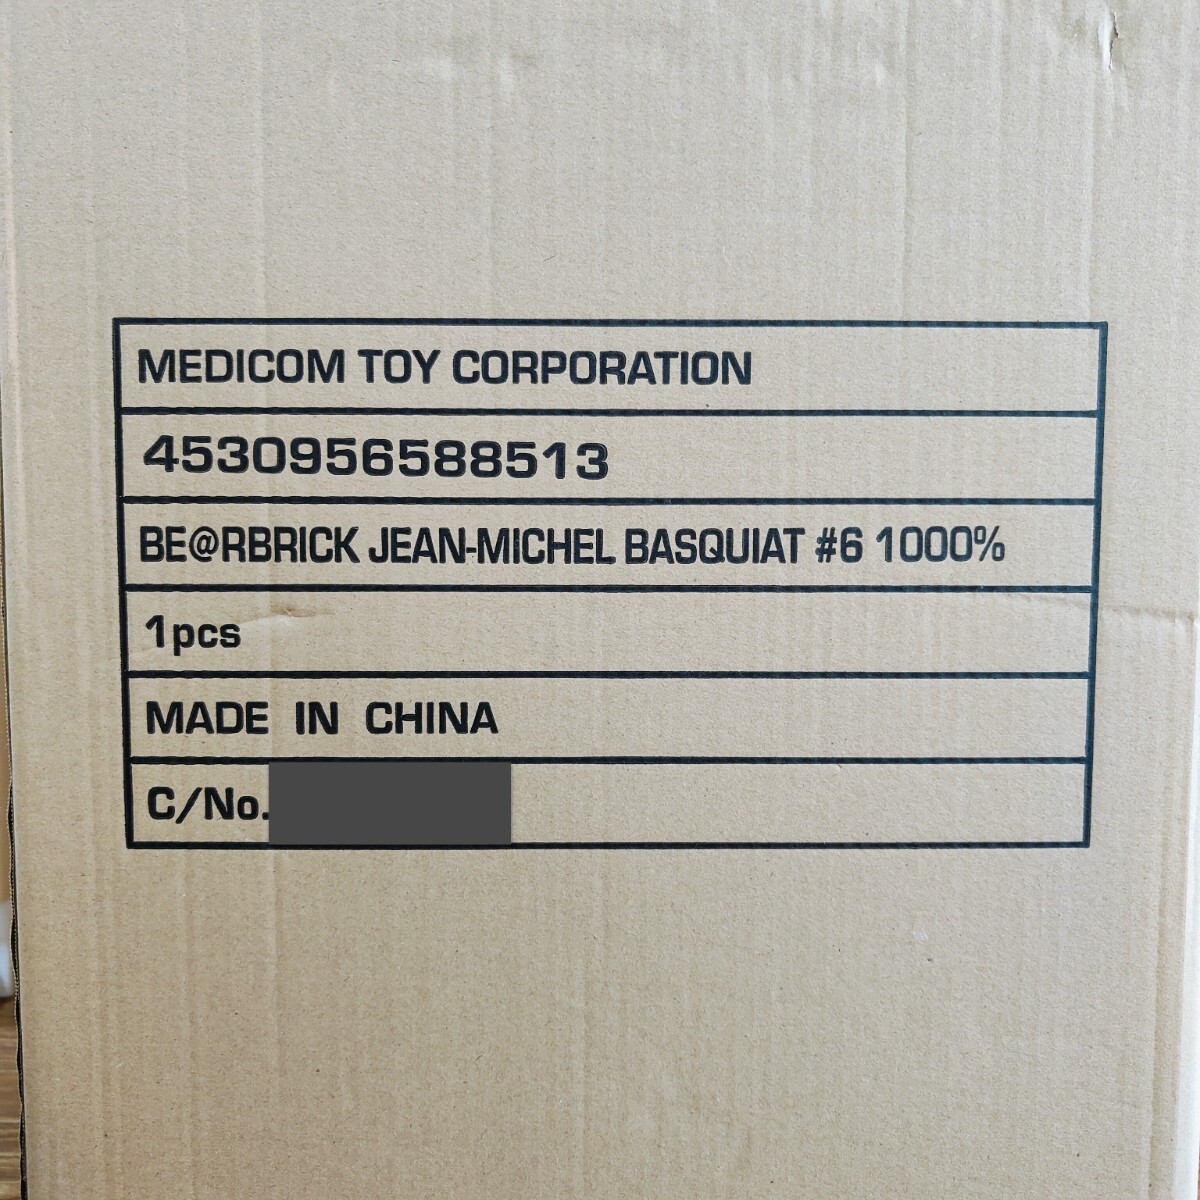 MEDICOM TOY CORPORATION
4530956588513
BE@RBRICK JEAN-MICHEL BASQUIAT #6 1000%
1pcs
MADE IN CHINA
C/No.